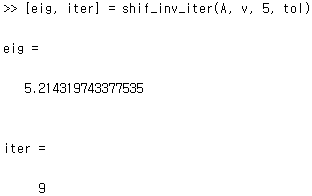 >> [eig, iter] = shif_inv_iter(A, v, 5, tol)
eig =
5.214319743377535
iter =
9